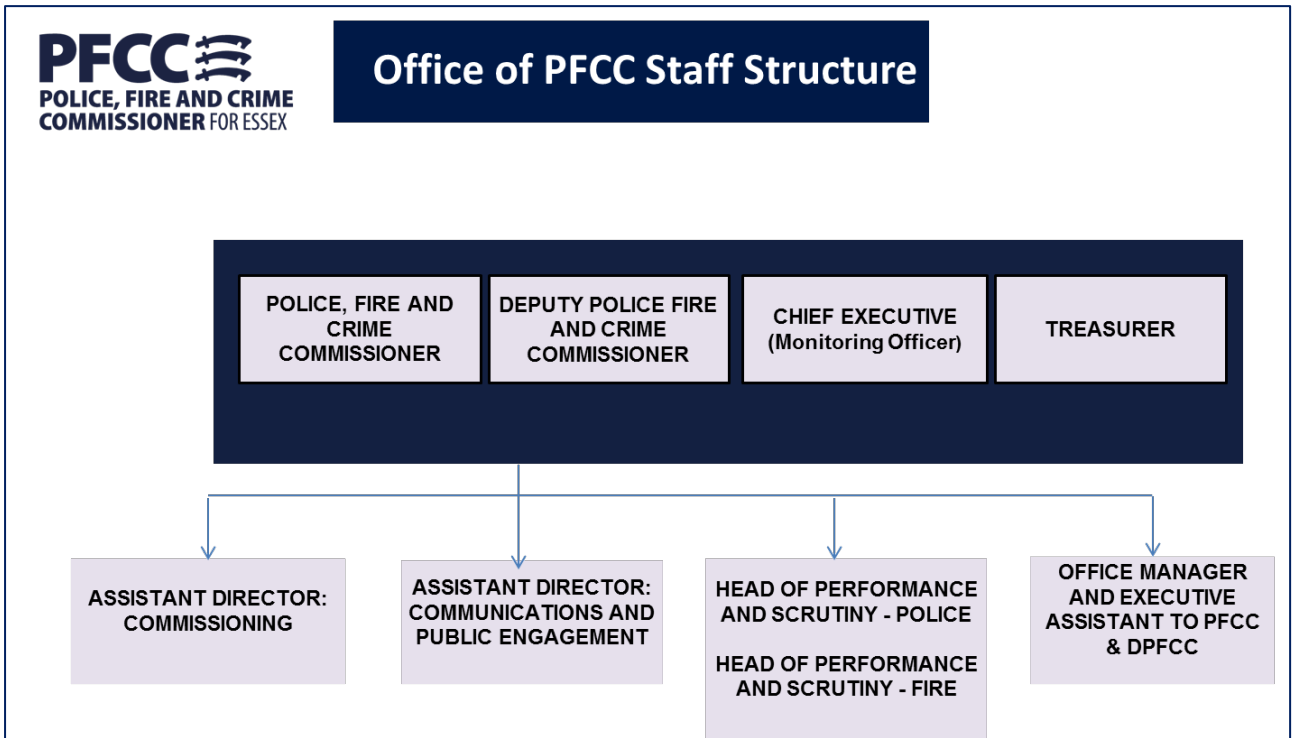 PFCC
POLICE, FIRE AND CRIME
COMMISSIONER FOR ESSEX
Office of PFCC Staff Structure
POLICE, FIRE AND
CRIME
COMMISSIONER
DEPUTY POLICE FIRE
AND CRIME
COMMISSIONER
CHIEF EXECUTIVE
(Monitoring Officer)
TREASURER
ASSISTANT DIRECTOR:
COMMISSIONING
ASSISTANT DIRECTOR:
COMMUNICATIONS AND
PUBLIC ENGAGEMENT
HEAD OF PERFORMANCE
AND SCRUTINY - POLICE
HEAD OF PERFORMANCE
AND SCRUTINY - FIRE
OFFICE MANAGER
AND EXECUTIVE
ASSISTANT TO PFCC
& DPFCC